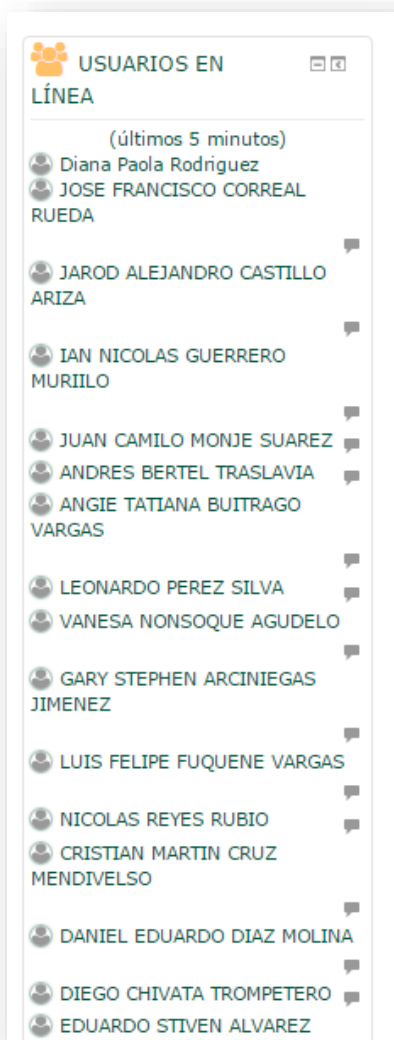 USUARIOS EN
LÍNEA
(últimos 5 minutos)
Diana Paola Rodriguez
JOSE FRANCISCO CORREAL
RUEDA
JAROD ALEJANDRO CASTILLO
ARIZA
IAN NICOLAS GUERRERO
MURIILO
JUAN CAMILO MONJE SUAREZ
ANDRES BERTEL TRASLAVIA
ANGIE TATIANA BUITRAGO
VARGAS
LEONARDO PEREZ SILVA
VANESA NONSOQUE AGUDELO
GARY STEPHEN ARCINIEGAS
JIMENEZ
LUIS FELIPE FUQUENE VARGAS
NICOLAS REYES RUBIO
CRISTIAN MARTIN CRUZ
MENDIVELSO
DANIEL EDUARDO DIAZ MOLINA
DIEGO CHIVATA TROMPETERO
EDUARDO STIVEN ALVAREZ